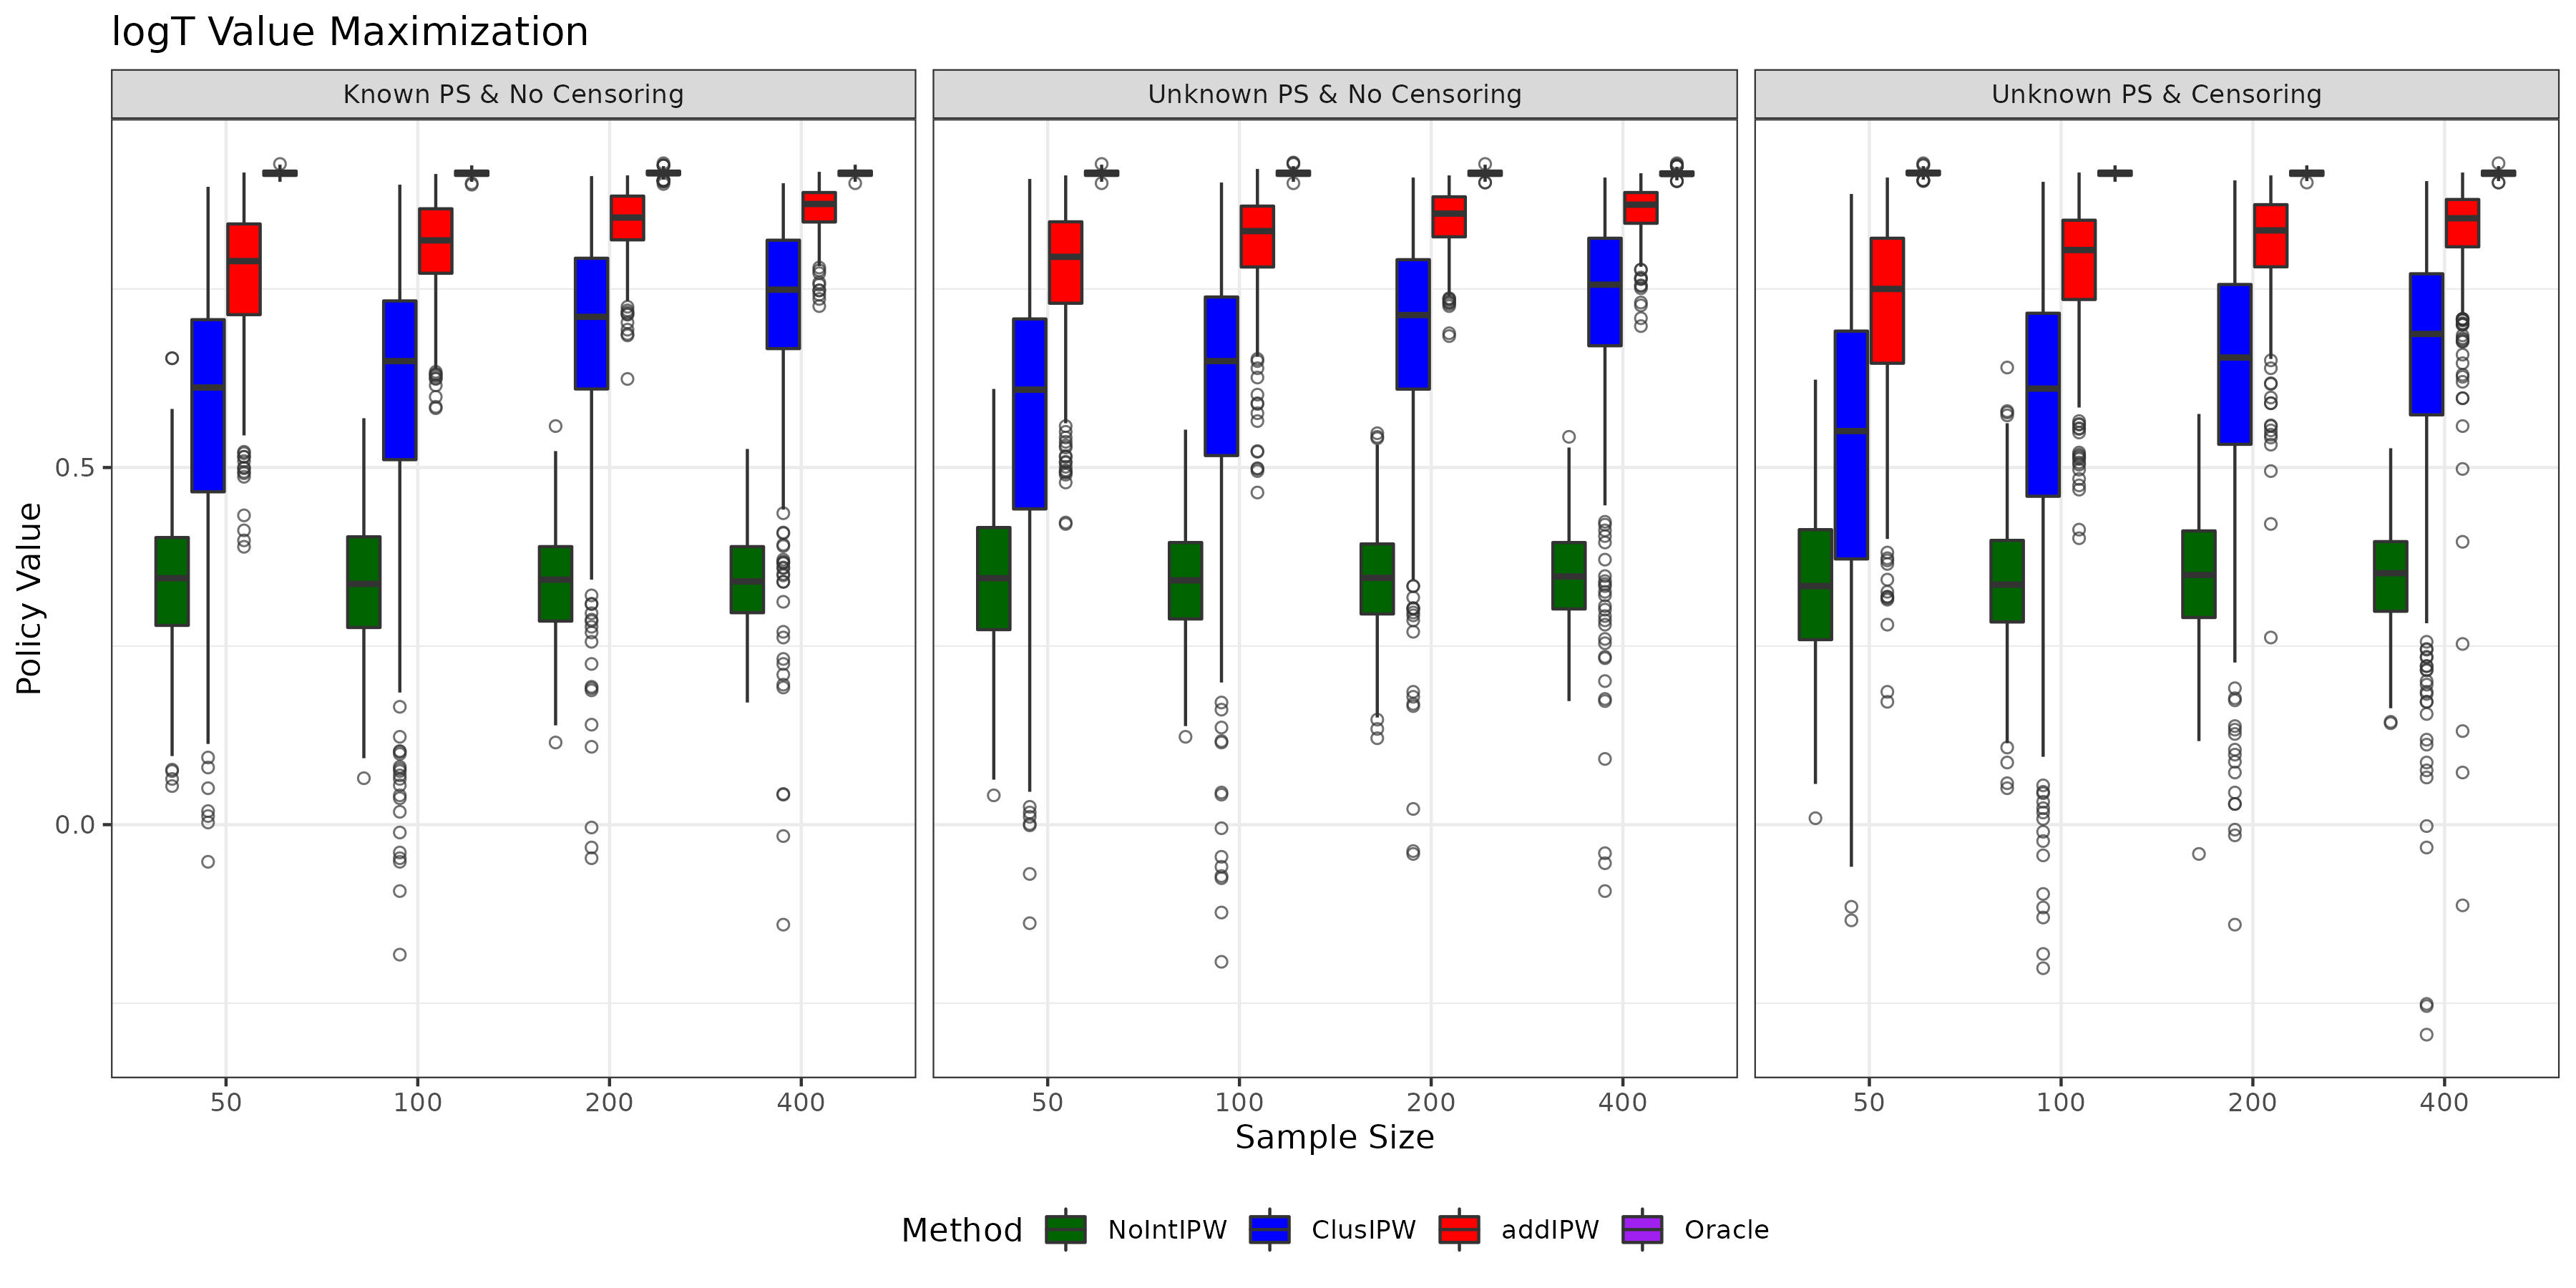 logT Value Maximization
Known PS & No Censoring
Unknown PS & No Censoring
Unknown PS & Censoring
Policy Value
0.5
0.0
50 100 200 400
50 100 200 400
50 100 200 400
Sample Size
Method NoIntIPW ClusIPW addIPW Oracle